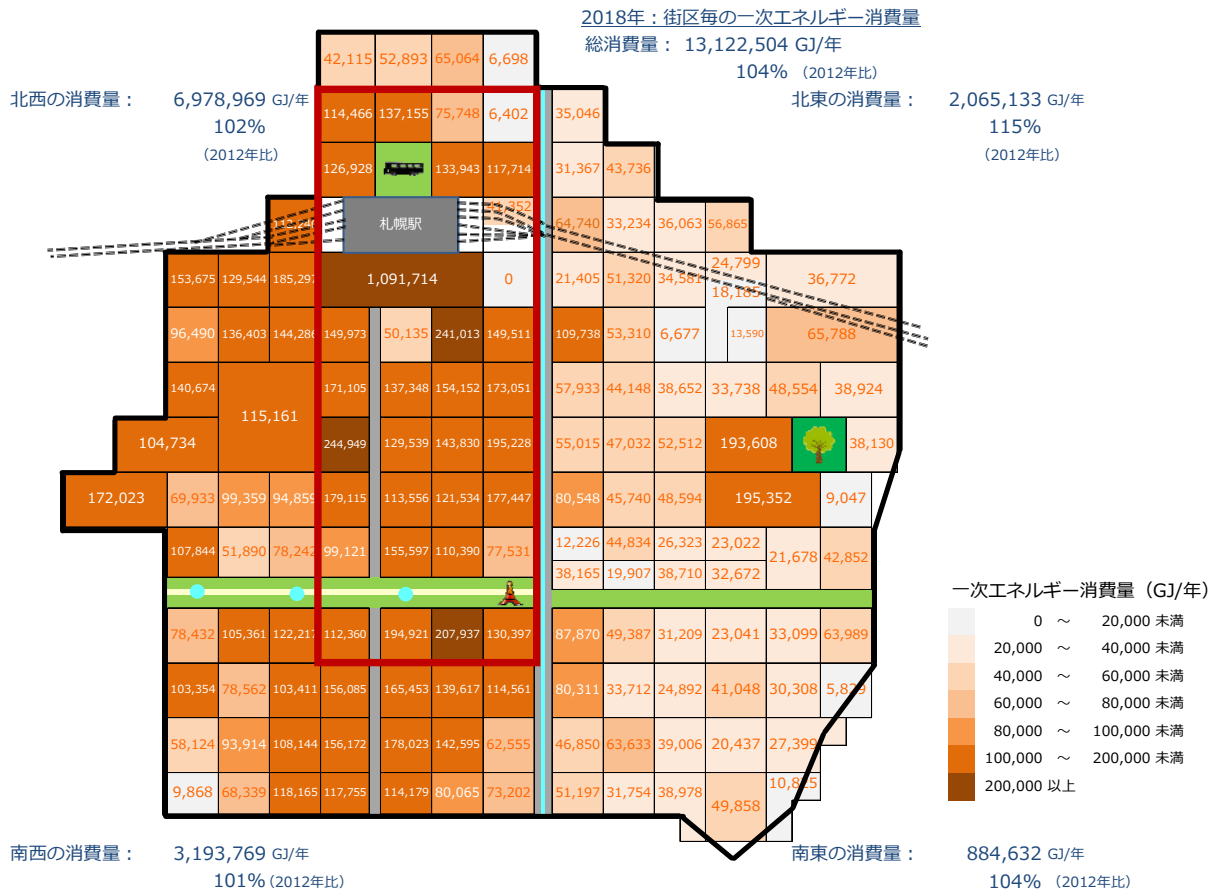 2018年：街区毎の一次エネルギー消費量
総消費量： 13,122,504 GJ/年
104% （2012年比）
北西の消費量： 6,978,969 GJ/年
102%
（2012年比）
北東の消費量： 2,065,133 GJ/年
115%
（2012年比）
42,115 52,893 65,064 6,698
114,466 137,155 75,748 6,402 35,046
126,928 133,943 117,714 31,367 43,736
札幌駅 64,740 33,234 36,063 56,865
153,675 129,544 185,297 1,091,714 0 21,405 51,320 34,581 24,799 36,772
18,185
96,490 136,403 144,286 149,973 50,135 241,013 149,511 109,738 53,310 6,677 13,590 65,788
140,674 171,105 137,348 154,152 173,051 57,933 44,148 38,652 33,738 48,554 38,924
115,161
104,734 244,949 129,539 143,830 195,228 55,015 47,032 52,512 193,608 38,130
172,023 69,933 99,359 94,859 179,115 113,556 121,534 177,447 80,548 45,740 48,594 195,352 9,047
107,844 51,890 78,242 99,121 155,597 110,390 77,531 12,226 44,834 26,323 23,022 21,678 42,852
38,165 19,907 38,710 32,672
78,432 105,361 122,217 112,360 194,921 207,937 130,397 87,870 49,387 31,209 23,041 33,099 63,989
103,354 78,562 103,411 156,085 165,453 139,617 114,561 80,311 33,712 24,892 41,048 30,308 5,829
58,124 93,914 108,144 156,172 178,023 142,595 62,555 46,850 63,633 39,006 20,437 27,399
9,868 68,339 118,165 117,755 114,179 80,065 73,202 51,197 31,754 38,978 49,858
一次エネルギー消費量（GJ/年）
0 ～ 20,000 未満
20,000 ～ 40,000 未満
40,000 ～ 60,000 未満
60,000 ～ 80,000 未満
80,000 ～ 100,000 未満
100,000 ～ 200,000 未満
200,000 以上
南西の消費量： 3,193,769 GJ/年
101%（2012年比）
南東の消費量： 884,632 GJ/年
104% （2012年比）